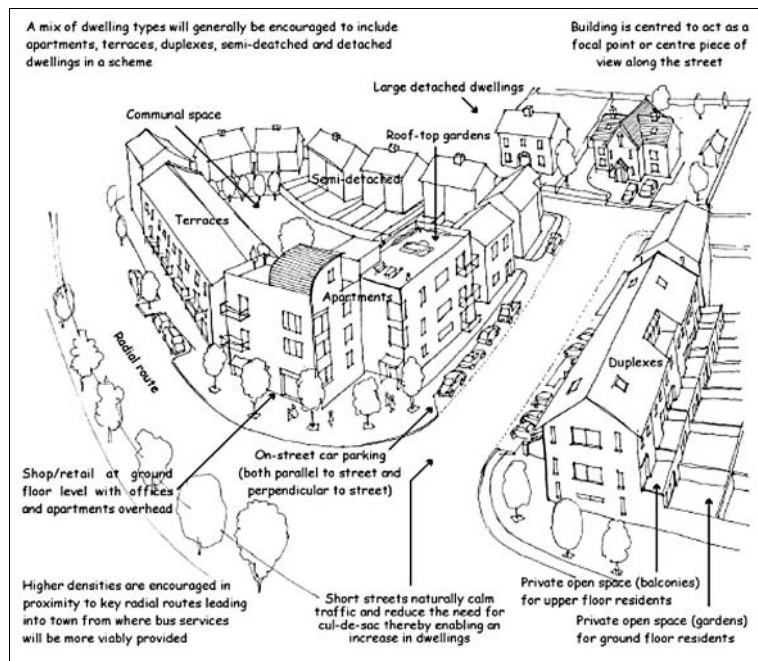 A mix of dwelling types will generally be encouraged to include
apartments, terraces, duplexes, semi-deatched and detached
dwellings in a scheme
Building is centred to act as a
focal point or centre piece of
view along the street
Large detached dwellings
Communal space
Roof-top gardens
Semi-detached
Terraces
Apartments
Radial route
Duplexes
On-street car parking
(both parallel to street and
perpendicular to street)
Shop/retail at ground
floor level with offices
and apartments overhead
Higher densities are encouraged in
proximity to key radial routes leading
into town from where bus services
will be more viably provided
Short streets naturally calm
traffic and reduce the need for
cul-de-sac thereby enabling an
increase in dwellings
Private open space (balconies)
for upper floor residents
Private open space (gardens)
for ground floor residents